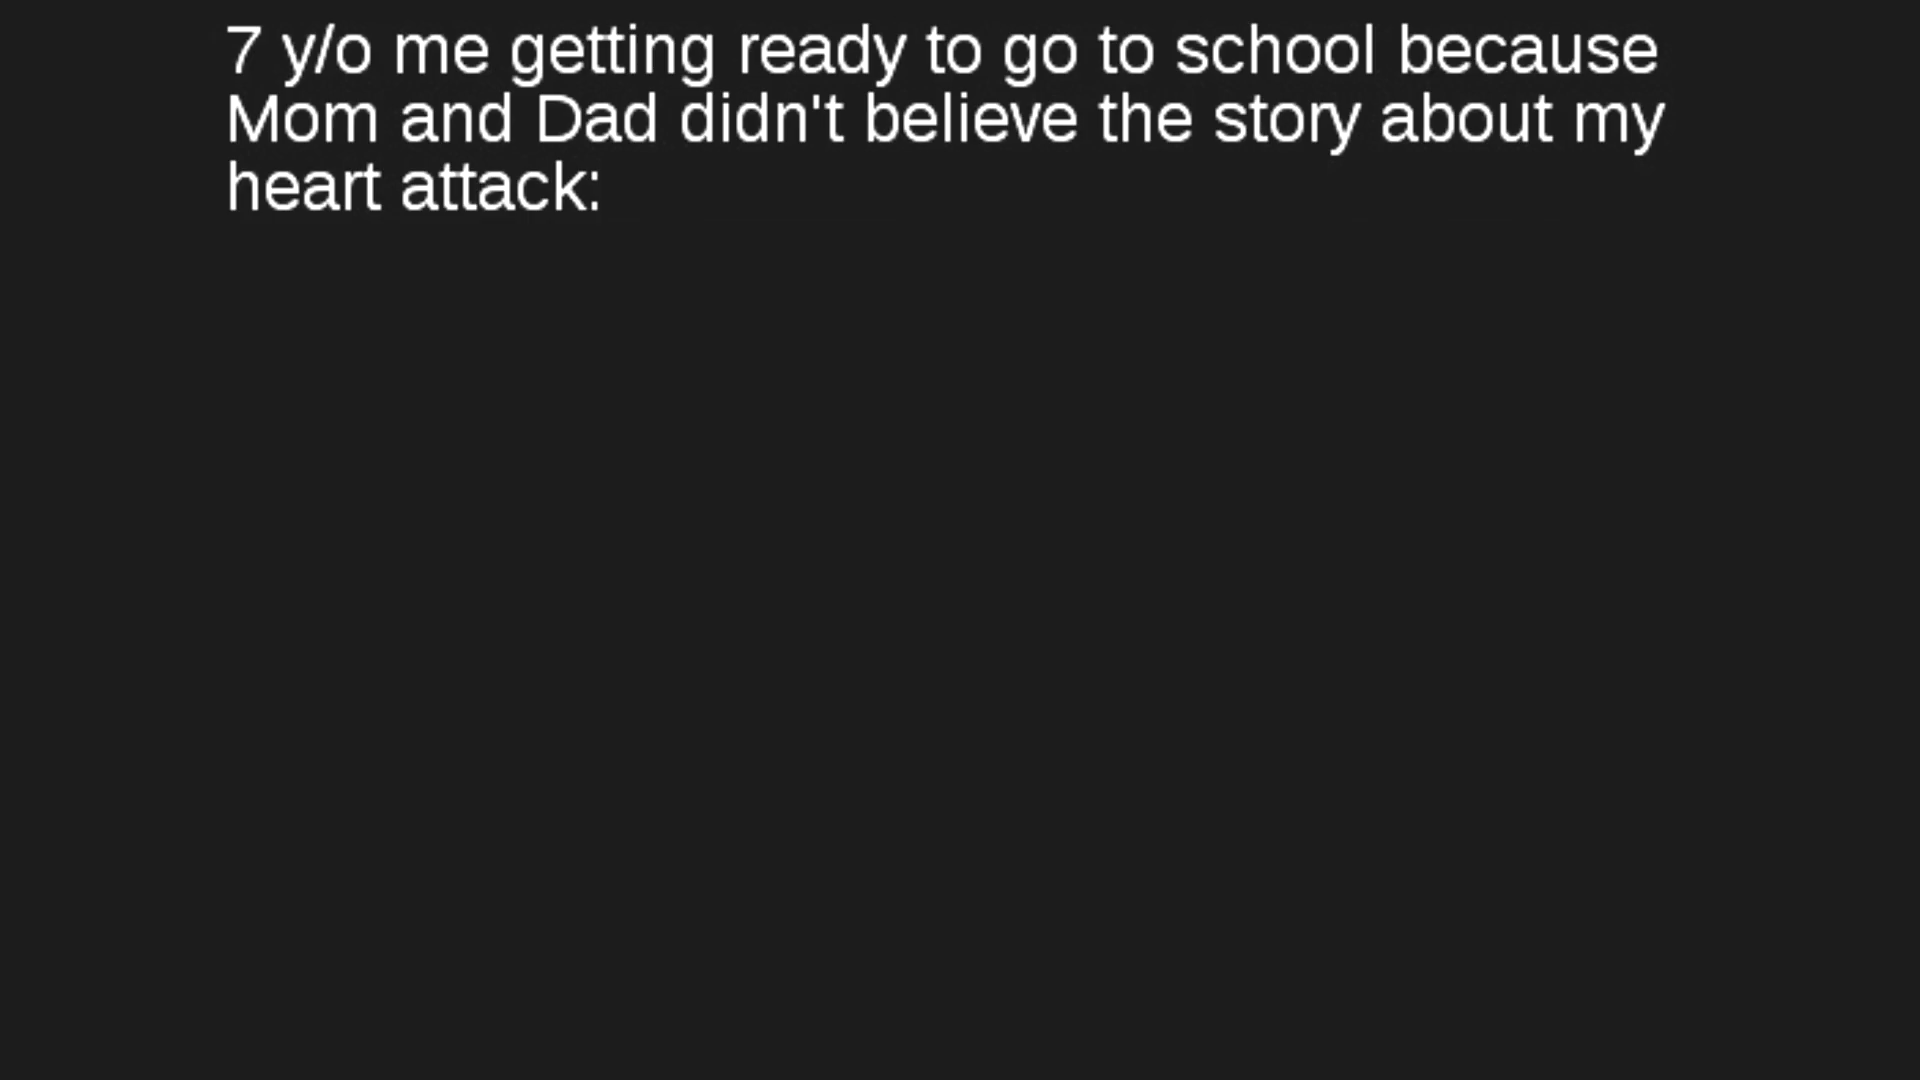 7 y/o me getting ready to go to school because
Mom and Dad didn't believe the story about my
heart attack: